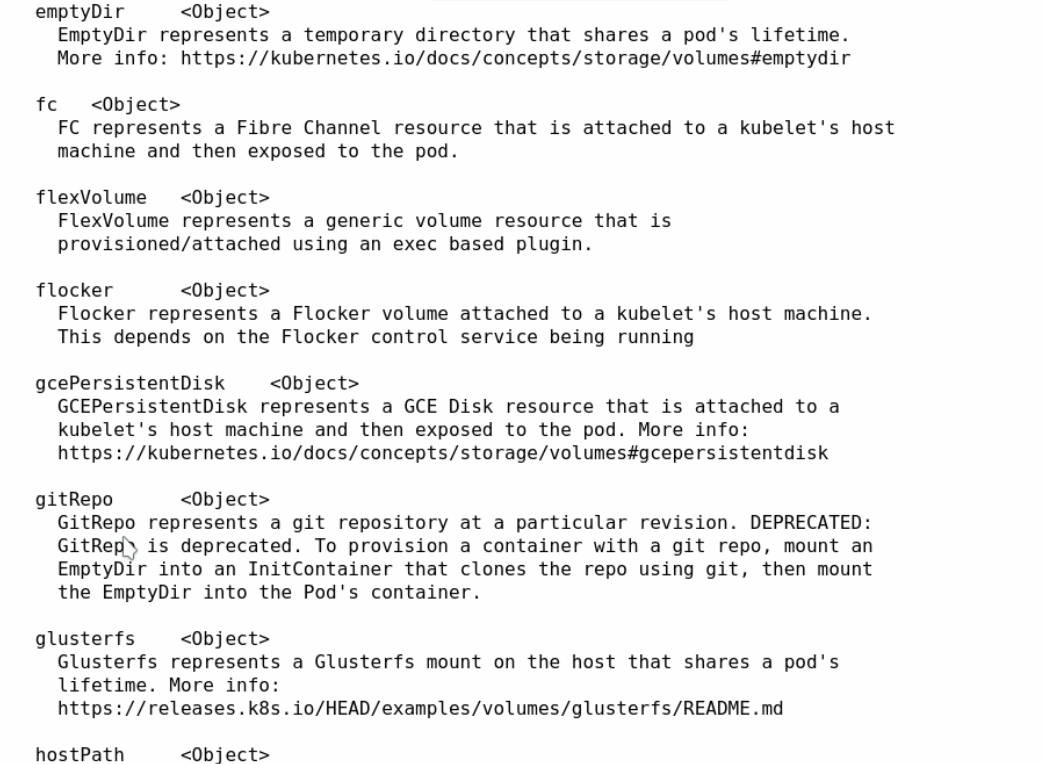 emptyDir     <Object>
  EmptyDir represents a temporary directory that shares a pod's lifetime.
  More info: https://kubernetes.io/docs/concepts/storage/volumes#emptydir

fc   <Object>
  FC represents a Fibre Channel resource that is attached to a kubelet's host
  machine and then exposed to the pod.

flexVolume   <Object>
  FlexVolume represents a generic volume resource that is
  provisioned/attached using an exec based plugin.

flocker      <Object>
  Flocker represents a Flocker volume attached to a kubelet's host machine.
  This depends on the Flocker control service being running

gcePersistentDisk    <Object>
  GCEPersistentDisk represents a GCE Disk resource that is attached to a
  kubelet's host machine and then exposed to the pod. More info:
  https://kubernetes.io/docs/concepts/storage/volumes#gcepersistentdisk

gitRepo      <Object>
  GitRepo represents a git repository at a particular revision. DEPRECATED:
  GitRepo is deprecated. To provision a container with a git repo, mount an
  EmptyDir into an InitContainer that clones the repo using git, then mount
  the EmptyDir into the Pod's container.

glusterfs    <Object>
  Glusterfs represents a Glusterfs mount on the host that shares a pod's
  lifetime. More info:
  https://releases.k8s.io/HEAD/examples/volumes/glusterfs/README.md

hostPath     <Object>